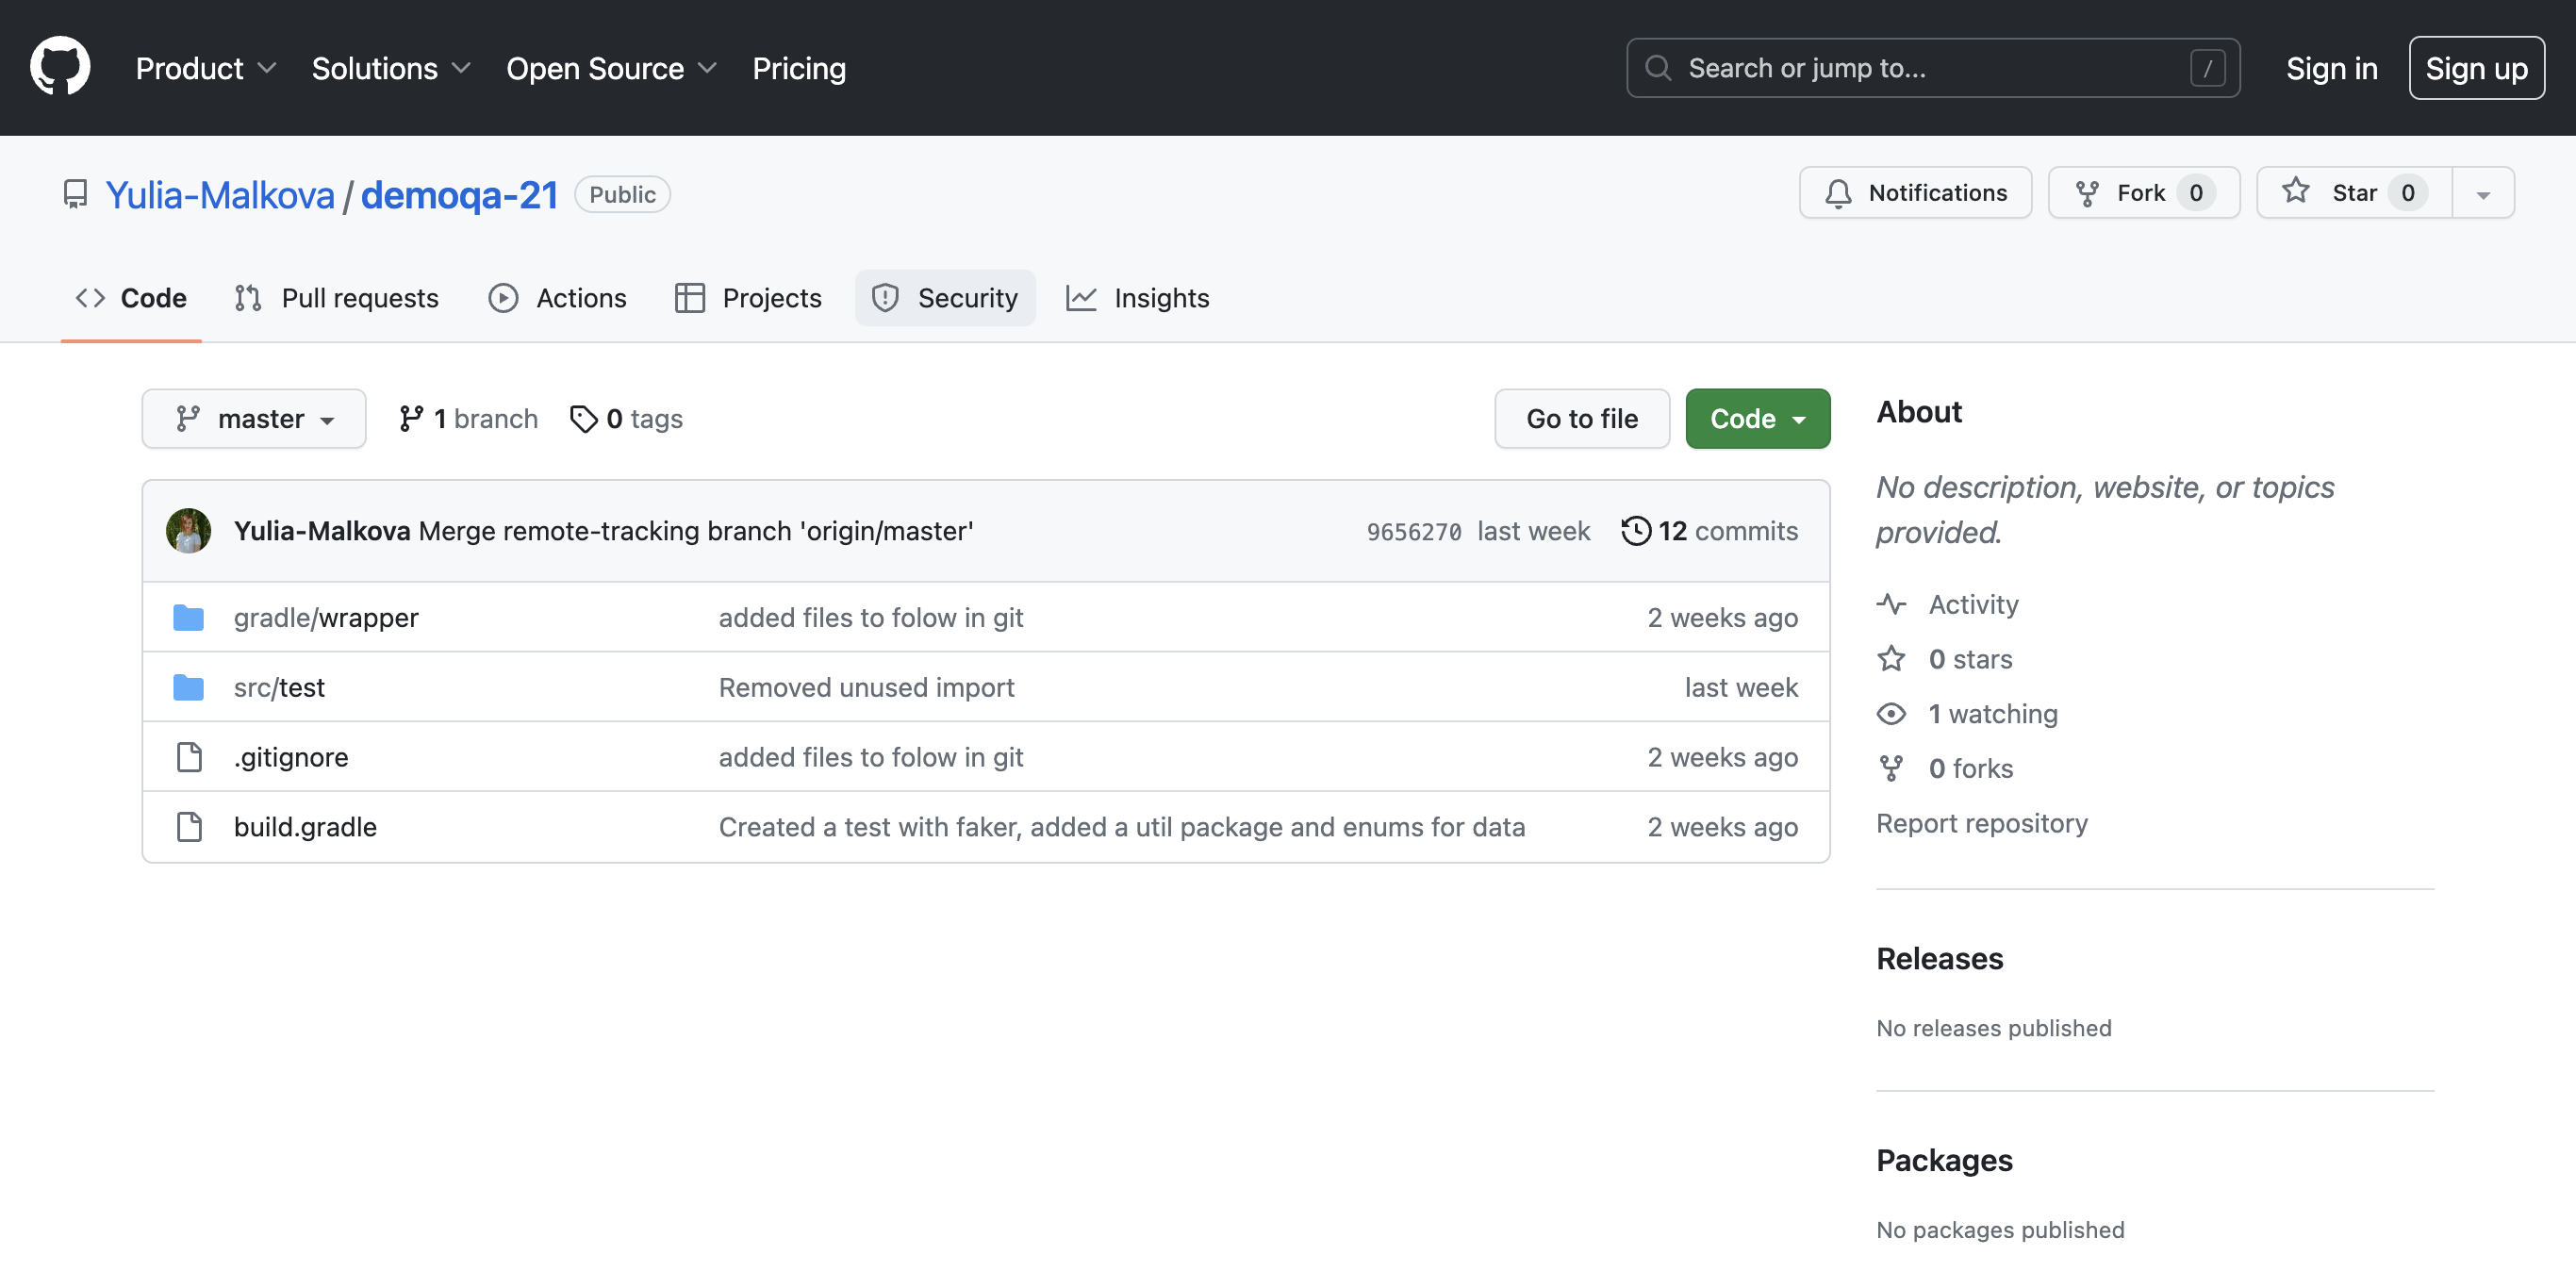 Product Solutions Open Source Pricing Search or jump to... / Sign in Sign up
Yulia-Malkova / demoqa-21 Public Notifications Fork 0 Star 0
Code Pull requests Actions Projects Security Insights
master 1 branch 0 tags Go to file Code
Yulia-Malkova Merge remote-tracking branch 'origin/master' 9656270 last week 12 commits
gradle/wrapper added files to folow in git 2 weeks ago
src/test Removed unused import last week
.gitignore added files to folow in git 2 weeks ago
build.gradle Created a test with faker, added a util package and enums for data 2 weeks ago
About
No description, website, or topics
provided.
Activity
0 stars
1 watching
0 forks
Report repository
Releases
No releases published
Packages
No packages published